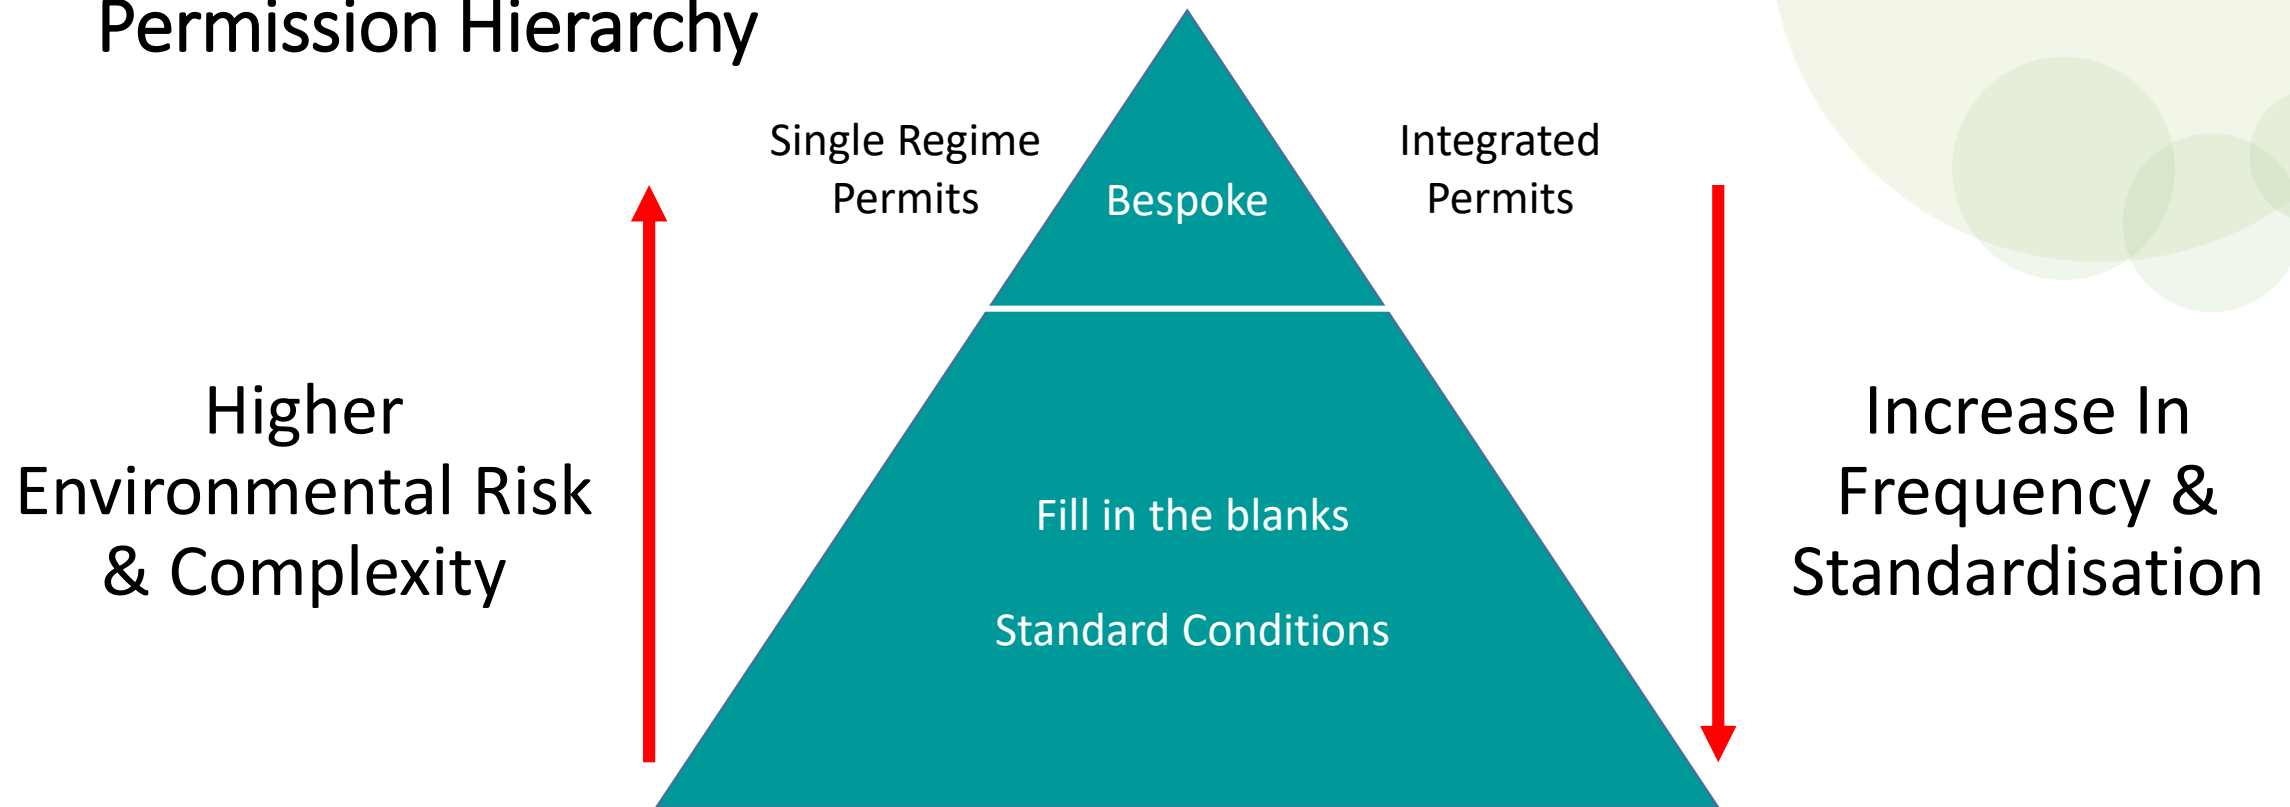 Permission Hierarchy
Single Regime
Permits
Bespoke
Integrated
Permits
Higher
Environmental Risk
& Complexity
Fill in the blanks
Standard Conditions
Increase In
Frequency &
Standardisation